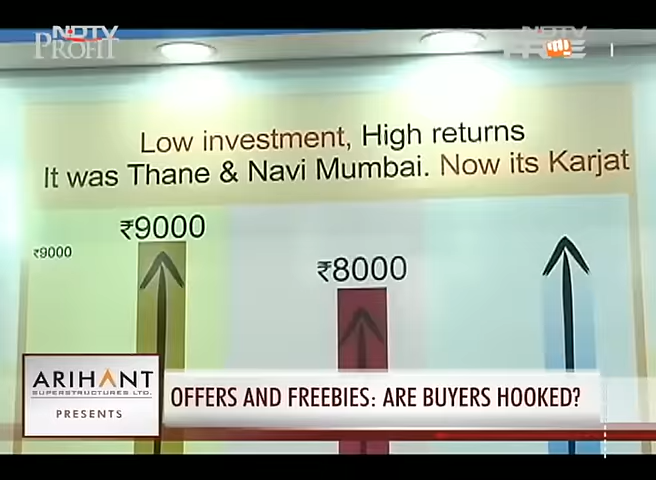 NDTV
PROFIT
NDTV
Low investment, High returns
It was Thane & Navi Mumbai. Now its Karjat
₹9000
₹9000
₹8000
ARIHANT
SUPERSTRUCTURES LTD.
PRESENTS
OFFERS AND FREEBIES: ARE BUYERS HOOKED?